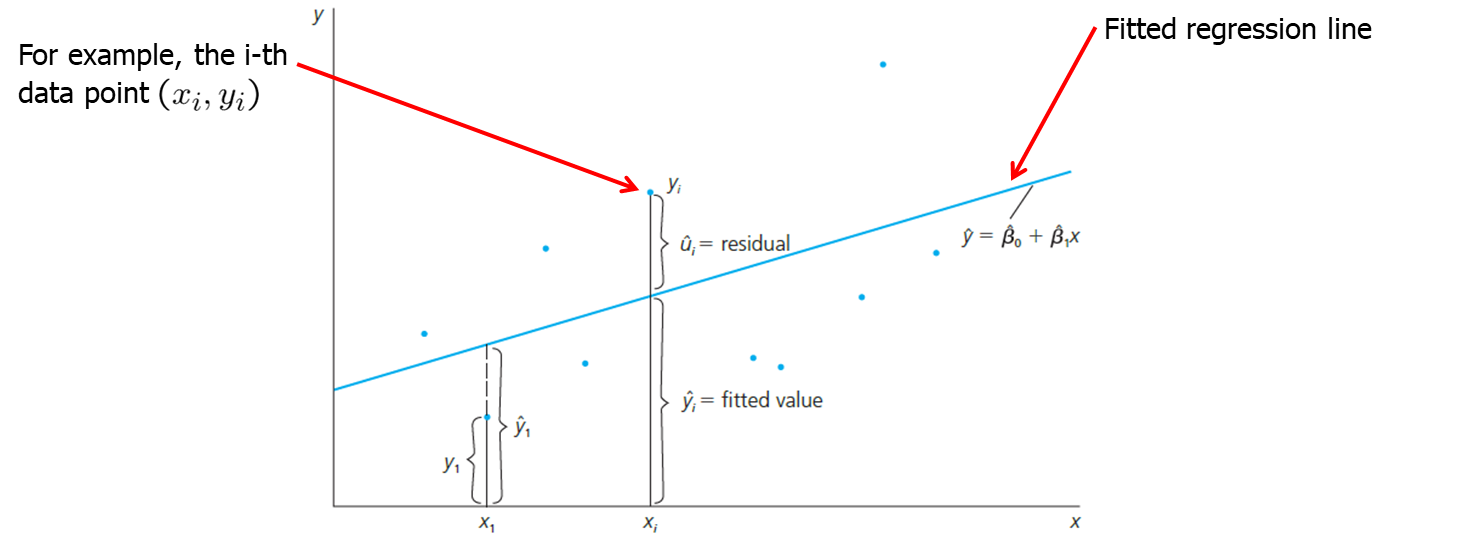 y
Fitted regression line
For example, the i-th
data point (xᵢ, yᵢ)
yᵢ
ûᵢ = residual
ŷ = β̂₀ + β̂₁x
ŷᵢ = fitted value
ŷ₁
y₁
x₁
xᵢ
x